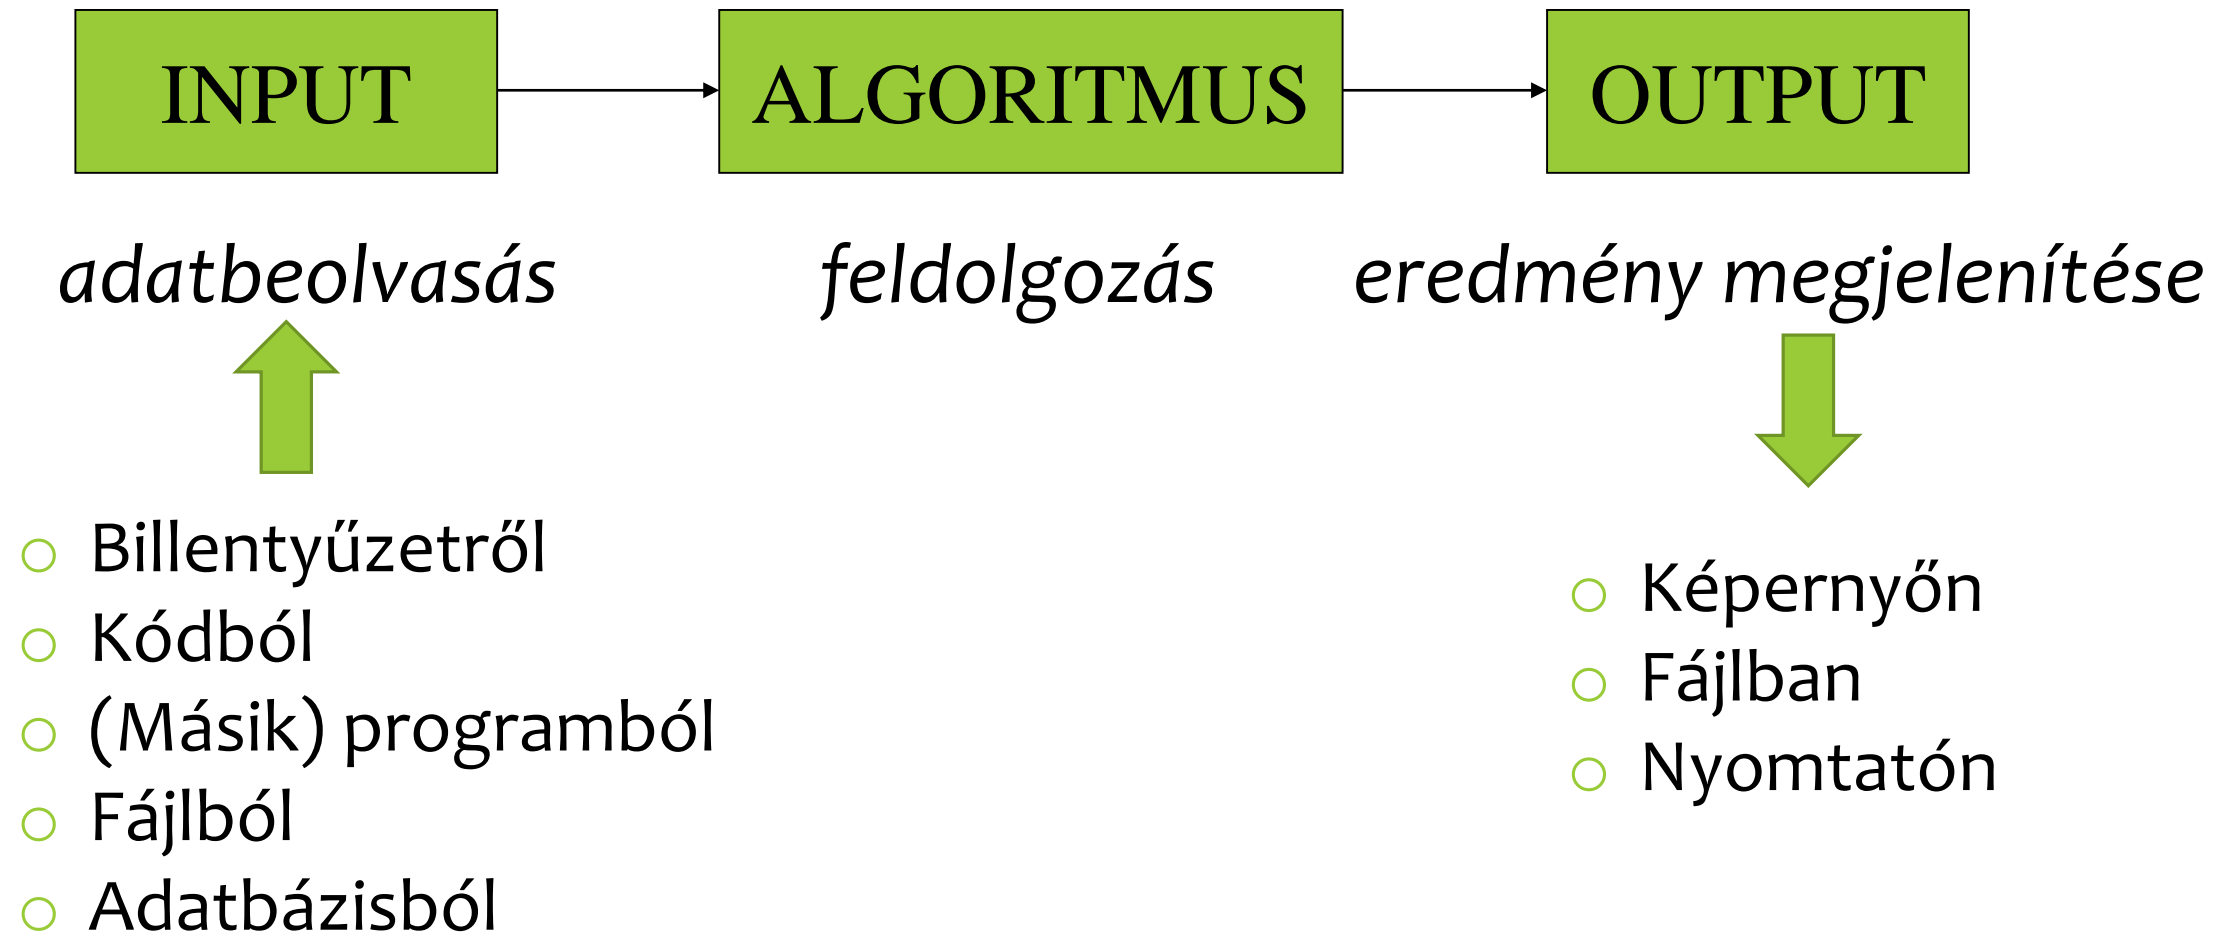 INPUT
ALGORITMUS
OUTPUT
adatbeolvasás
feldolgozás
eredmény megjelenítése
Billentyűzetről
Kódból
(Másik) programból
Fájlból
Adatbázisból
Képernyőn
Fájlban
Nyomtatón